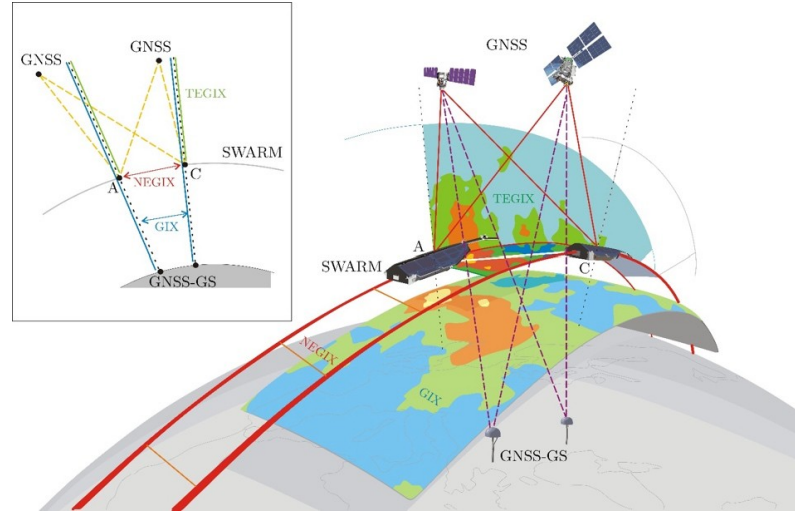 GNSS
GNSS
TEGIX
SWARM
NEGIX
A
C
GIX
GNSS-GS
GNSS
TEGIX
A
SWARM
C
NEGIX
GIX
GNSS-GS